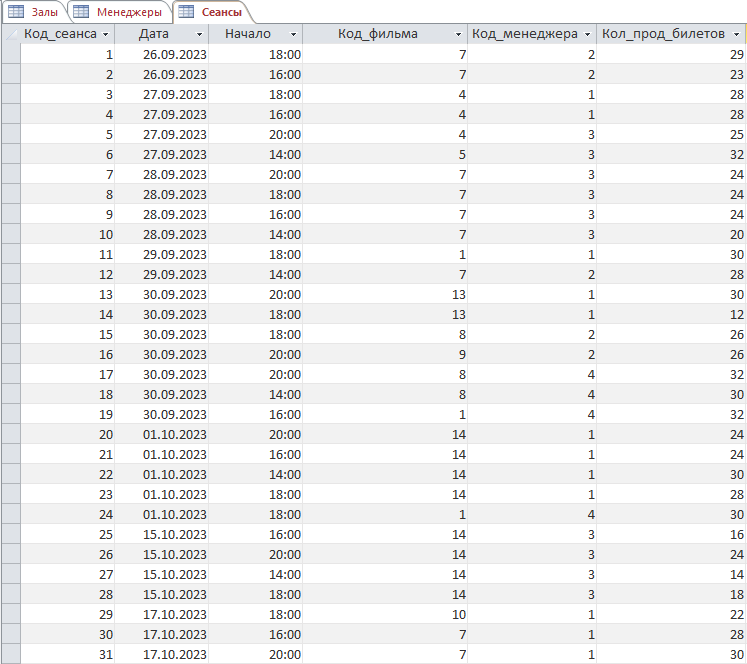 Залы Менеджеры Сеансы
Код_сеанса Дата Начало Код_фильма Код_менеджера Кол_прод_билетов
1 26.09.2023 18:00 7 2 29
2 26.09.2023 16:00 7 2 23
3 27.09.2023 18:00 4 1 28
4 27.09.2023 16:00 4 1 28
5 27.09.2023 20:00 4 3 25
6 27.09.2023 14:00 5 3 32
7 28.09.2023 20:00 7 3 24
8 28.09.2023 18:00 7 3 24
9 28.09.2023 16:00 7 3 24
10 28.09.2023 14:00 7 3 20
11 29.09.2023 18:00 1 1 30
12 29.09.2023 14:00 7 2 28
13 30.09.2023 20:00 13 1 30
14 30.09.2023 18:00 13 1 12
15 30.09.2023 18:00 8 2 26
16 30.09.2023 20:00 9 2 26
17 30.09.2023 20:00 8 4 32
18 30.09.2023 14:00 8 4 30
19 30.09.2023 16:00 1 4 32
20 01.10.2023 20:00 14 1 24
21 01.10.2023 16:00 14 1 24
22 01.10.2023 14:00 14 1 30
23 01.10.2023 18:00 14 1 28
24 01.10.2023 18:00 1 4 30
25 15.10.2023 16:00 14 3 16
26 15.10.2023 20:00 14 3 24
27 15.10.2023 14:00 14 3 14
28 15.10.2023 18:00 14 3 18
29 17.10.2023 18:00 10 1 22
30 17.10.2023 16:00 7 1 28
31 17.10.2023 20:00 7 1 30